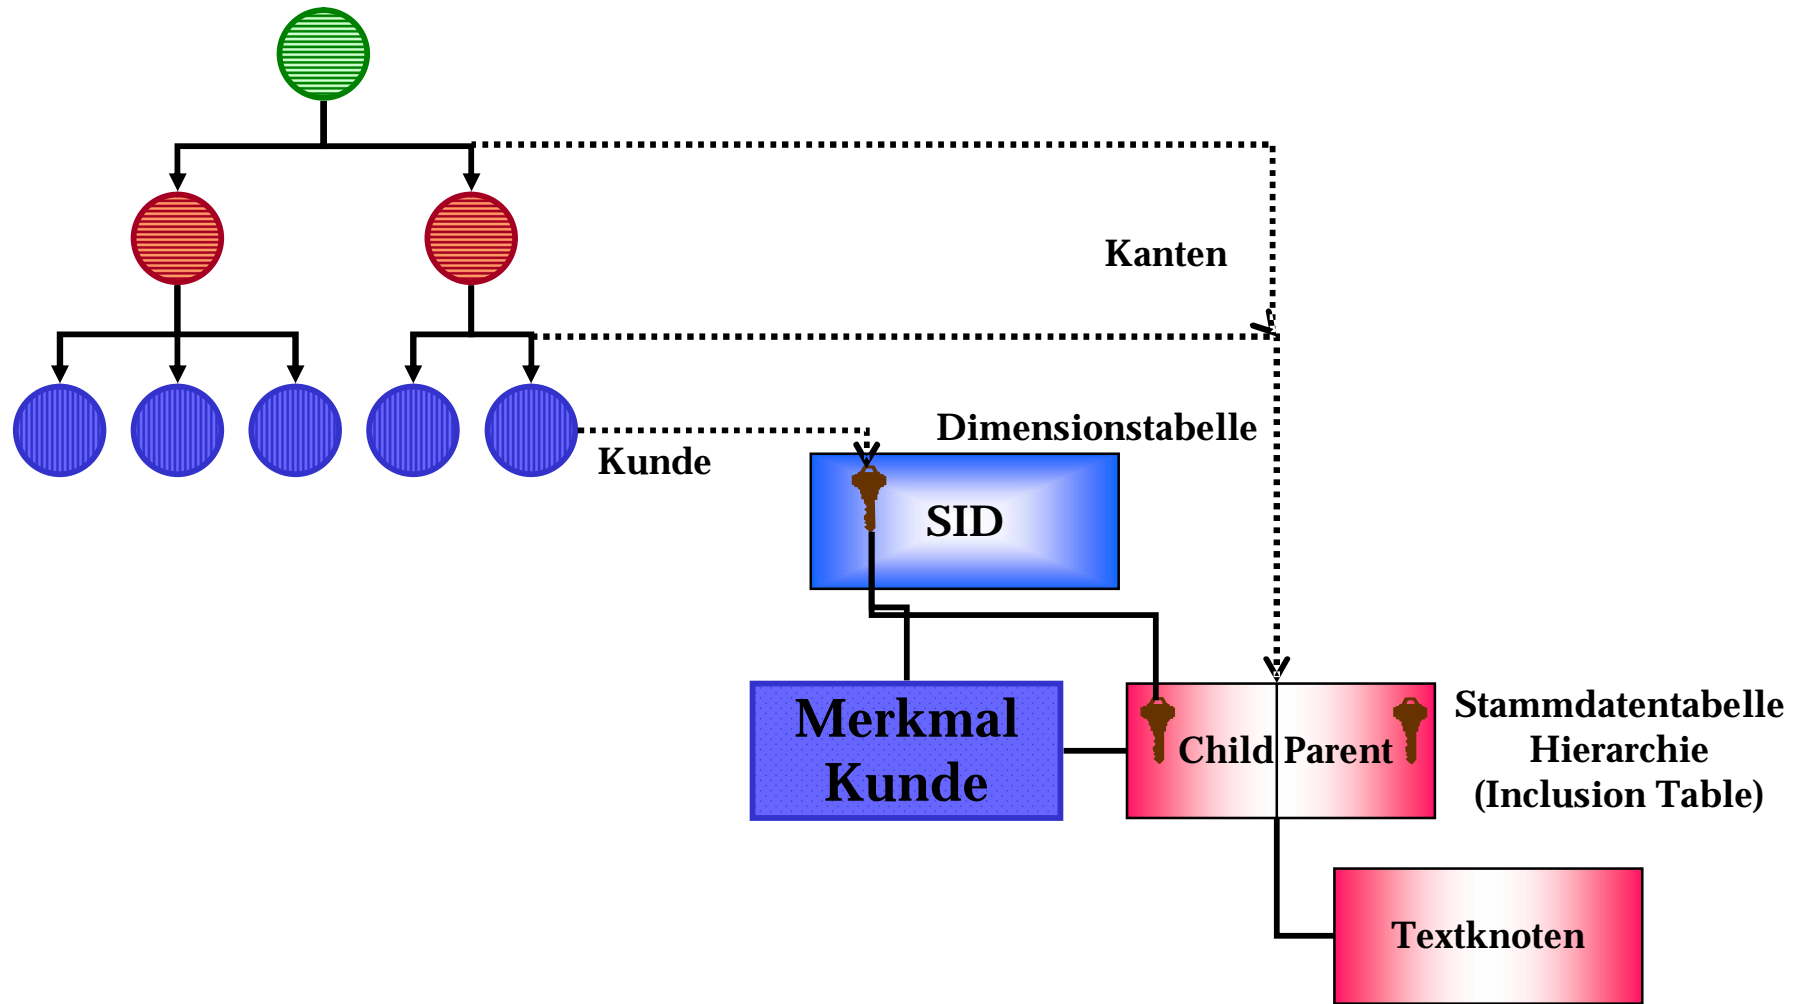 Kanten
Dimensionstabelle
Kunde
SID
Merkmal
Kunde
Child Parent
Stammdatentabelle
Hierarchie
(Inclusion Table)
Textknoten